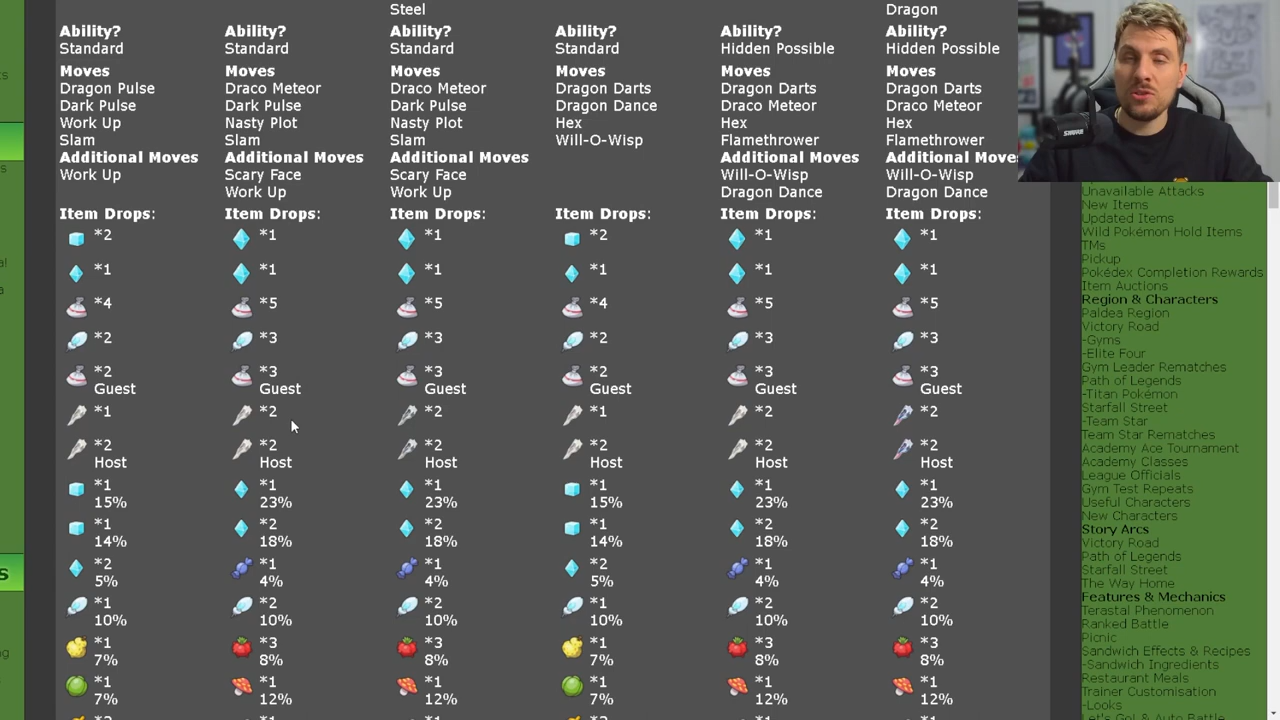 Steel
Dragon
Ability? Ability? Ability? Ability? Ability? Ability?
Standard Standard Standard Standard Hidden Possible Hidden Possible
Moves Moves Moves Moves Moves Moves
Dragon Pulse Draco Meteor Draco Meteor Dragon Darts Dragon Darts Dragon Darts
Dark Pulse Dark Pulse Dark Pulse Dragon Dance Draco Meteor Draco Meteor
Work Up Nasty Plot Nasty Plot Hex Hex Hex
Slam Slam Slam Will-O-Wisp Flamethrower Flamethrower
Additional Moves Additional Moves Additional Moves Additional Moves Additional Moves
Work Up Scary Face Scary Face Will-O-Wisp Will-O-Wisp
Work Up Work Up Dragon Dance Dragon Dance
Item Drops: Item Drops: Item Drops: Item Drops: Item Drops: Item Drops:
*2 *1 *1 *2 *1 *1
*1 *1 *1 *1 *1 *1
*4 *5 *5 *4 *5 *5
*2 *3 *3 *2 *3 *3
*2 *3 *3 *2 *3 *3
Guest Guest Guest Guest Guest Guest
*1 *2 *2 *1 *2 *2
*2 *2 *2 *2 *2 *2
Host Host Host Host Host Host
*1 *1 *1 *1 *1 *1
15% 23% 23% 15% 23% 23%
*1 *2 *2 *1 *2 *2
14% 18% 18% 14% 18% 18%
*2 *1 *1 *2 *1 *1
5% 4% 4% 5% 4% 4%
*1 *2 *2 *1 *2 *2
10% 10% 10% 10% 10% 10%
*1 *3 *3 *1 *3 *3
7% 8% 8% 7% 8% 8%
*1 *1 *1 *1 *1 *1
7% 12% 12% 7% 12% 12%
SHURE
Unavailable Attacks
New Items
Updated Items
Wild Pokémon Hold Items
TMs
Pickup
Pokédex Completion Rewards
Item Auctions
Region & Characters
Paldea Region
Victory Road
-Gyms
-Elite Four
Gym Leader Rematches
Path of Legends
-Titan Pokémon
Starfall Street
-Team Star
Team Star Rematches
Academy Ace Tournament
Academy Classes
League Officials
Gym Test Repeats
Useful Characters
New Characters
Story Arcs
Victory Road
Path of Legends
Starfall Street
The Way Home
Features & Mechanics
Terastal Phenomenon
Ranked Battle
Picnic
Sandwich Effects & Recipes
-Sandwich Ingredients
Restaurant Meals
Trainer Customisation
-Looks
Let's Go! & Auto Battle